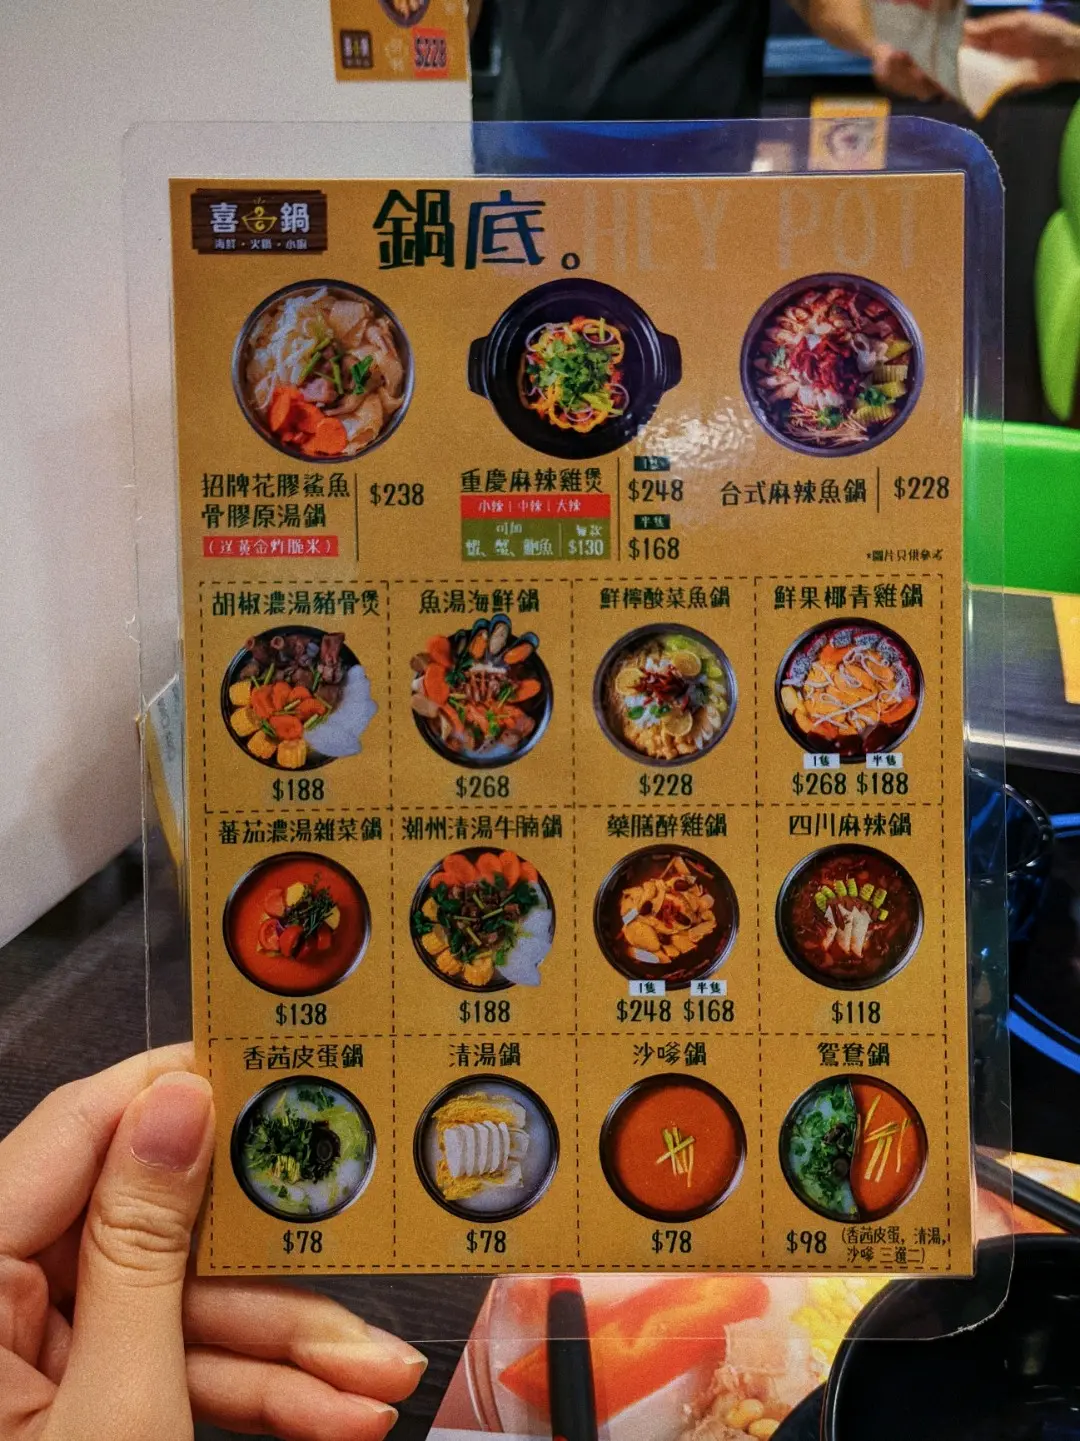 $228
喜鍋
海鮮・火鍋・小廚
鍋底。
HEY POT
招牌花膠鯊魚
骨膠原湯鍋
$238
(送黃金炸脆米)
重慶麻辣雞煲
小辣 | 中辣 | 大辣
可加
蝦、蟹、鮑魚
每款
$130
1隻
$248
半隻
$168
台式麻辣魚鍋
$228
*圖片只供參考
胡椒濃湯豬骨煲
$188
魚湯海鮮鍋
$268
鮮檸酸菜魚鍋
$228
鮮果椰青雞鍋
1隻 半隻
$268 $188
蕃茄濃湯雜菜鍋
$138
潮州清湯牛腩鍋
$188
藥膳醉雞鍋
1隻 半隻
$248 $168
四川麻辣鍋
$118
香茜皮蛋鍋
$78
清湯鍋
$78
沙嗲鍋
$78
鴛鴦鍋
$98
(香茜皮蛋, 清湯,
沙嗲 三選二)